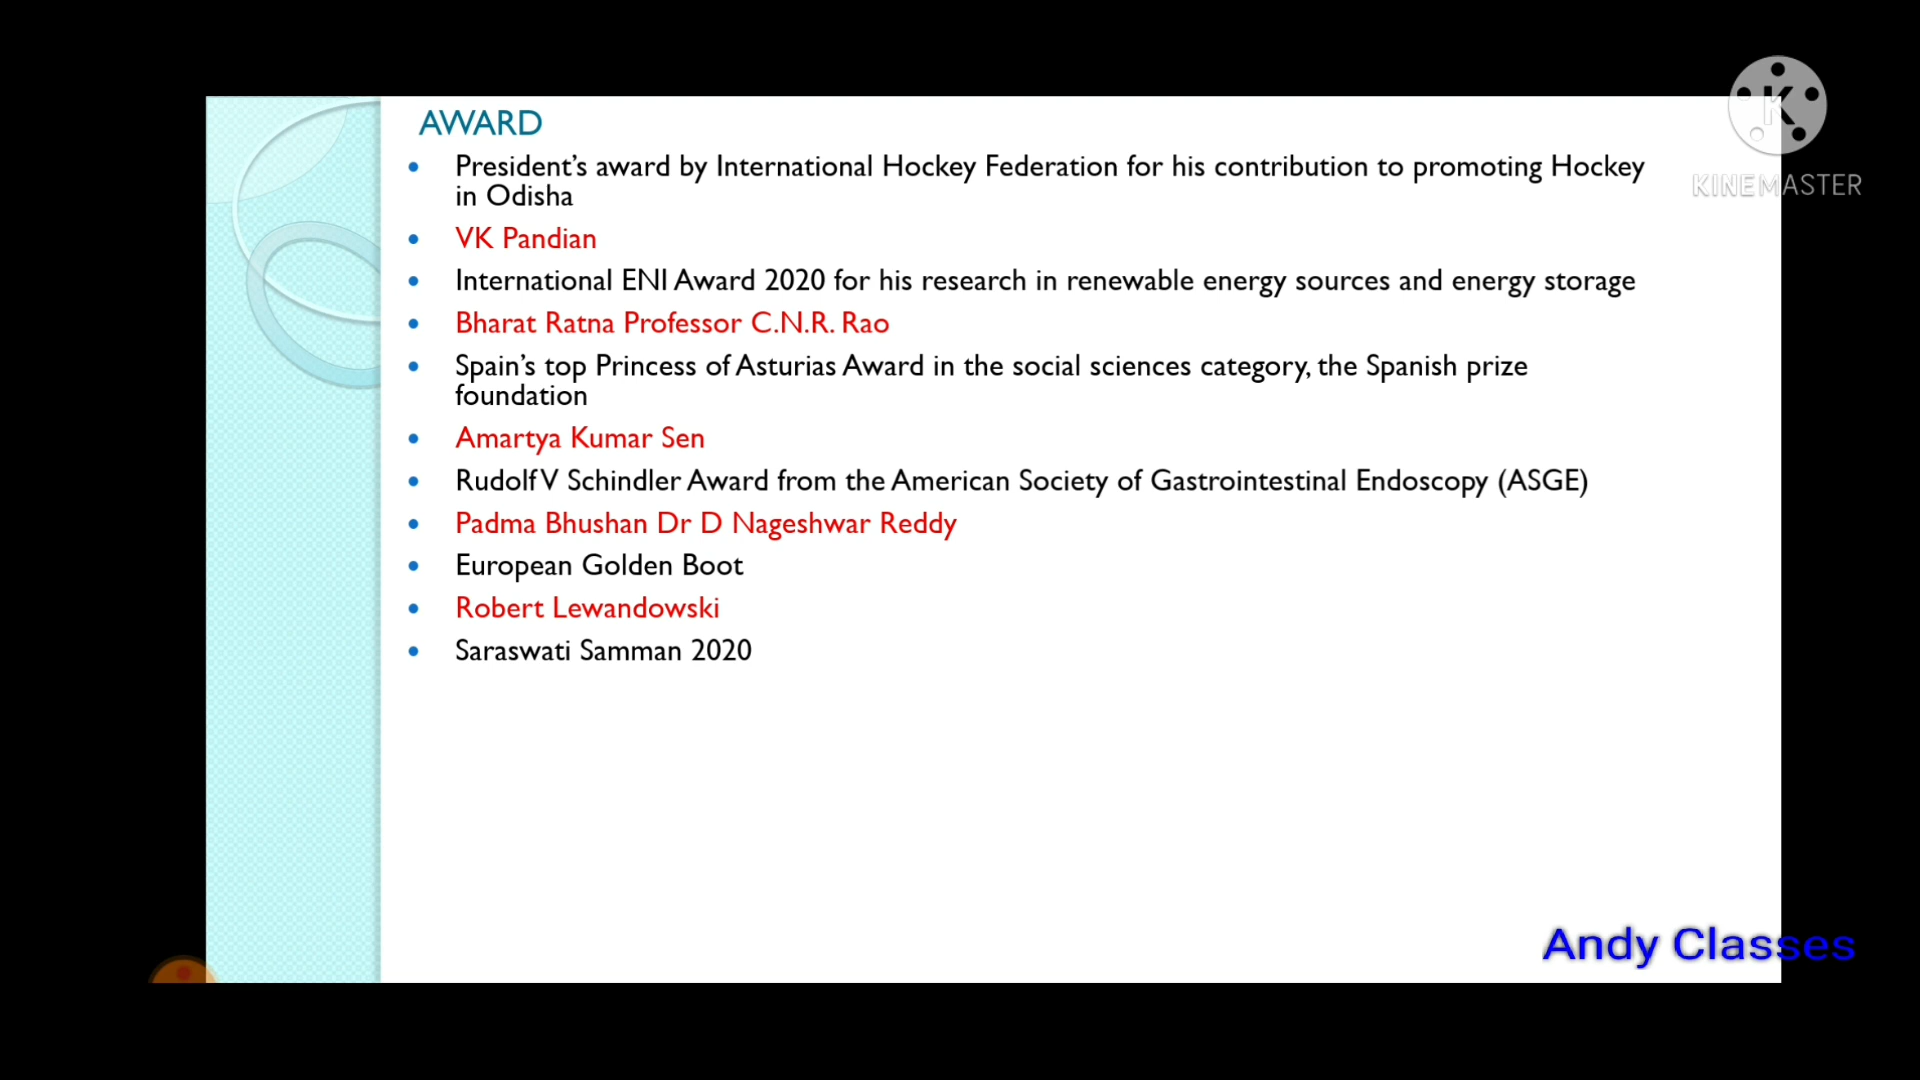 AWARD
President’s award by International Hockey Federation for his contribution to promoting Hockey
in Odisha
VK Pandian
International ENI Award 2020 for his research in renewable energy sources and energy storage
Bharat Ratna Professor C.N.R. Rao
Spain’s top Princess of Asturias Award in the social sciences category, the Spanish prize
foundation
Amartya Kumar Sen
Rudolf V Schindler Award from the American Society of Gastrointestinal Endoscopy (ASGE)
Padma Bhushan Dr D Nageshwar Reddy
European Golden Boot
Robert Lewandowski
Saraswati Samman 2020
K
KINEMASTER
Andy Classes